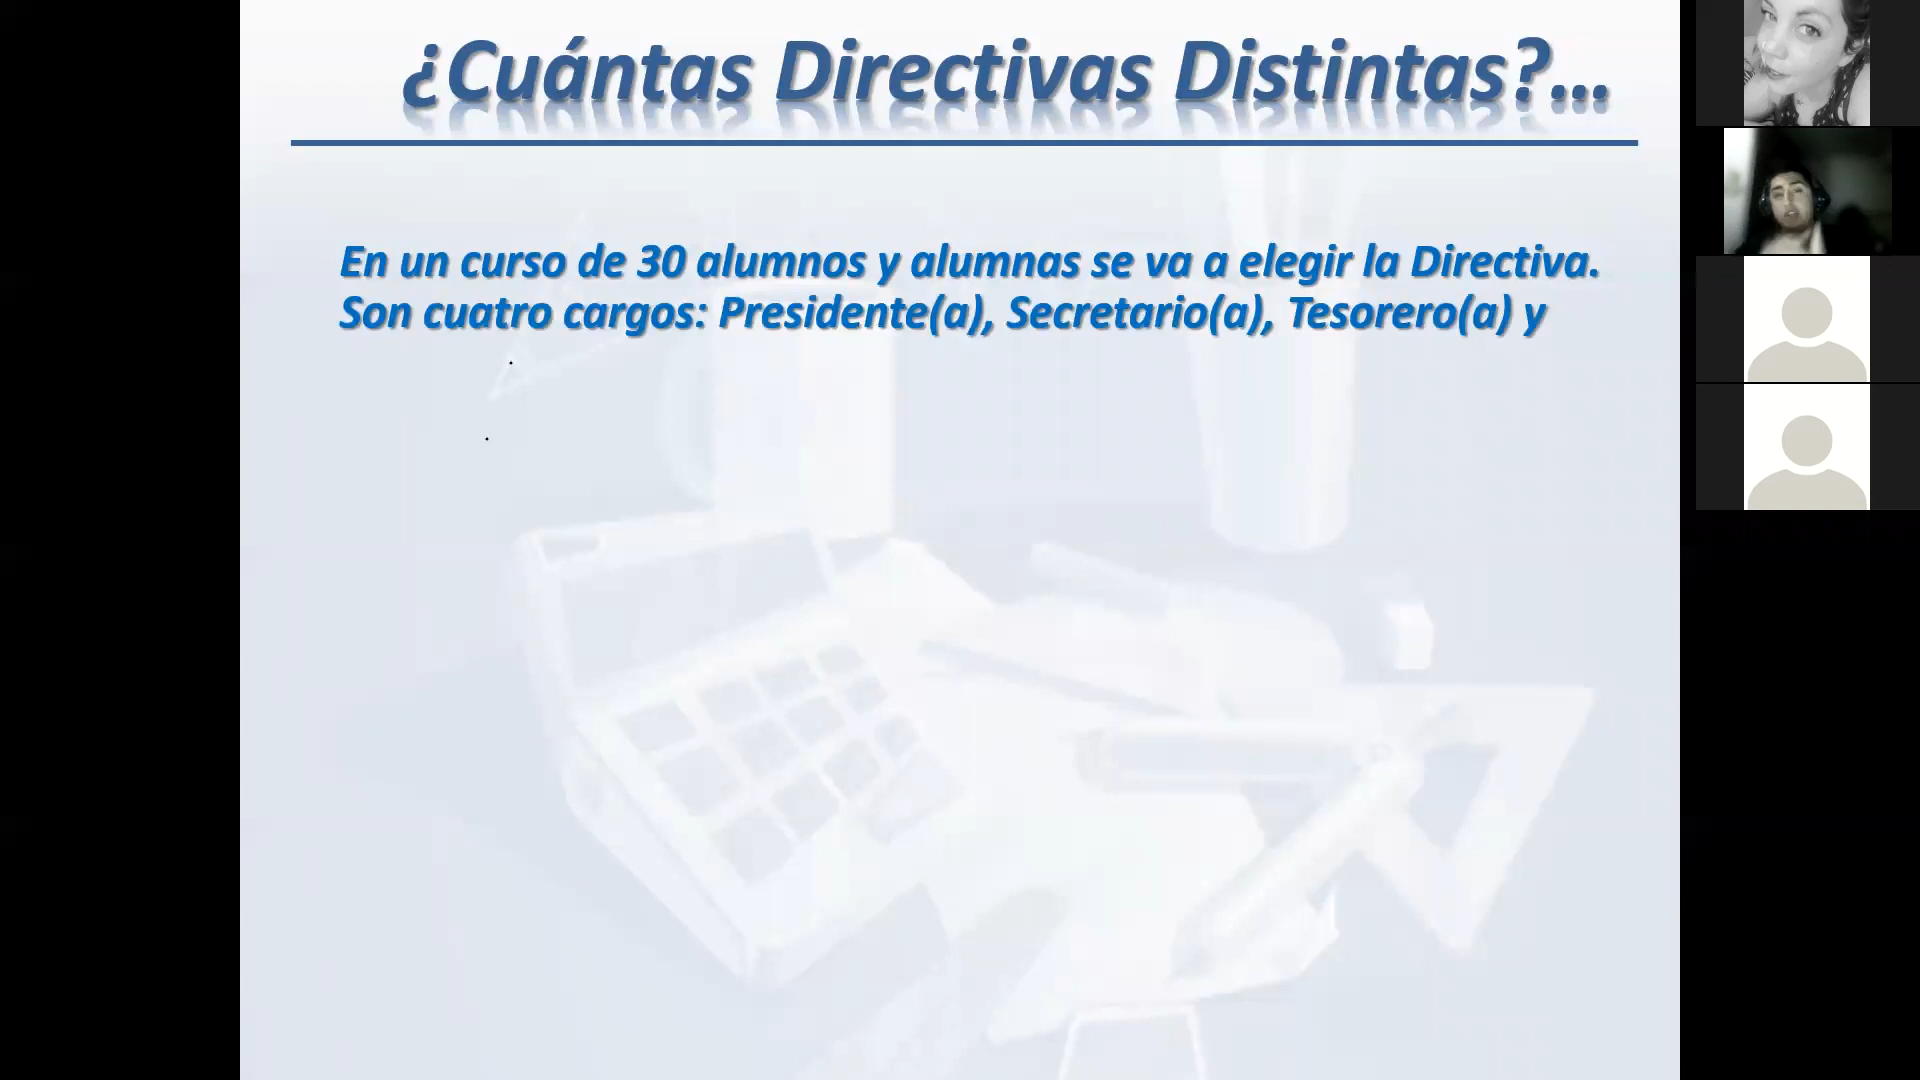 ¿Cuántas Directivas Distintas?...
En un curso de 30 alumnos y alumnas se va a elegir la Directiva.
Son cuatro cargos: Presidente(a), Secretario(a), Tesorero(a) y